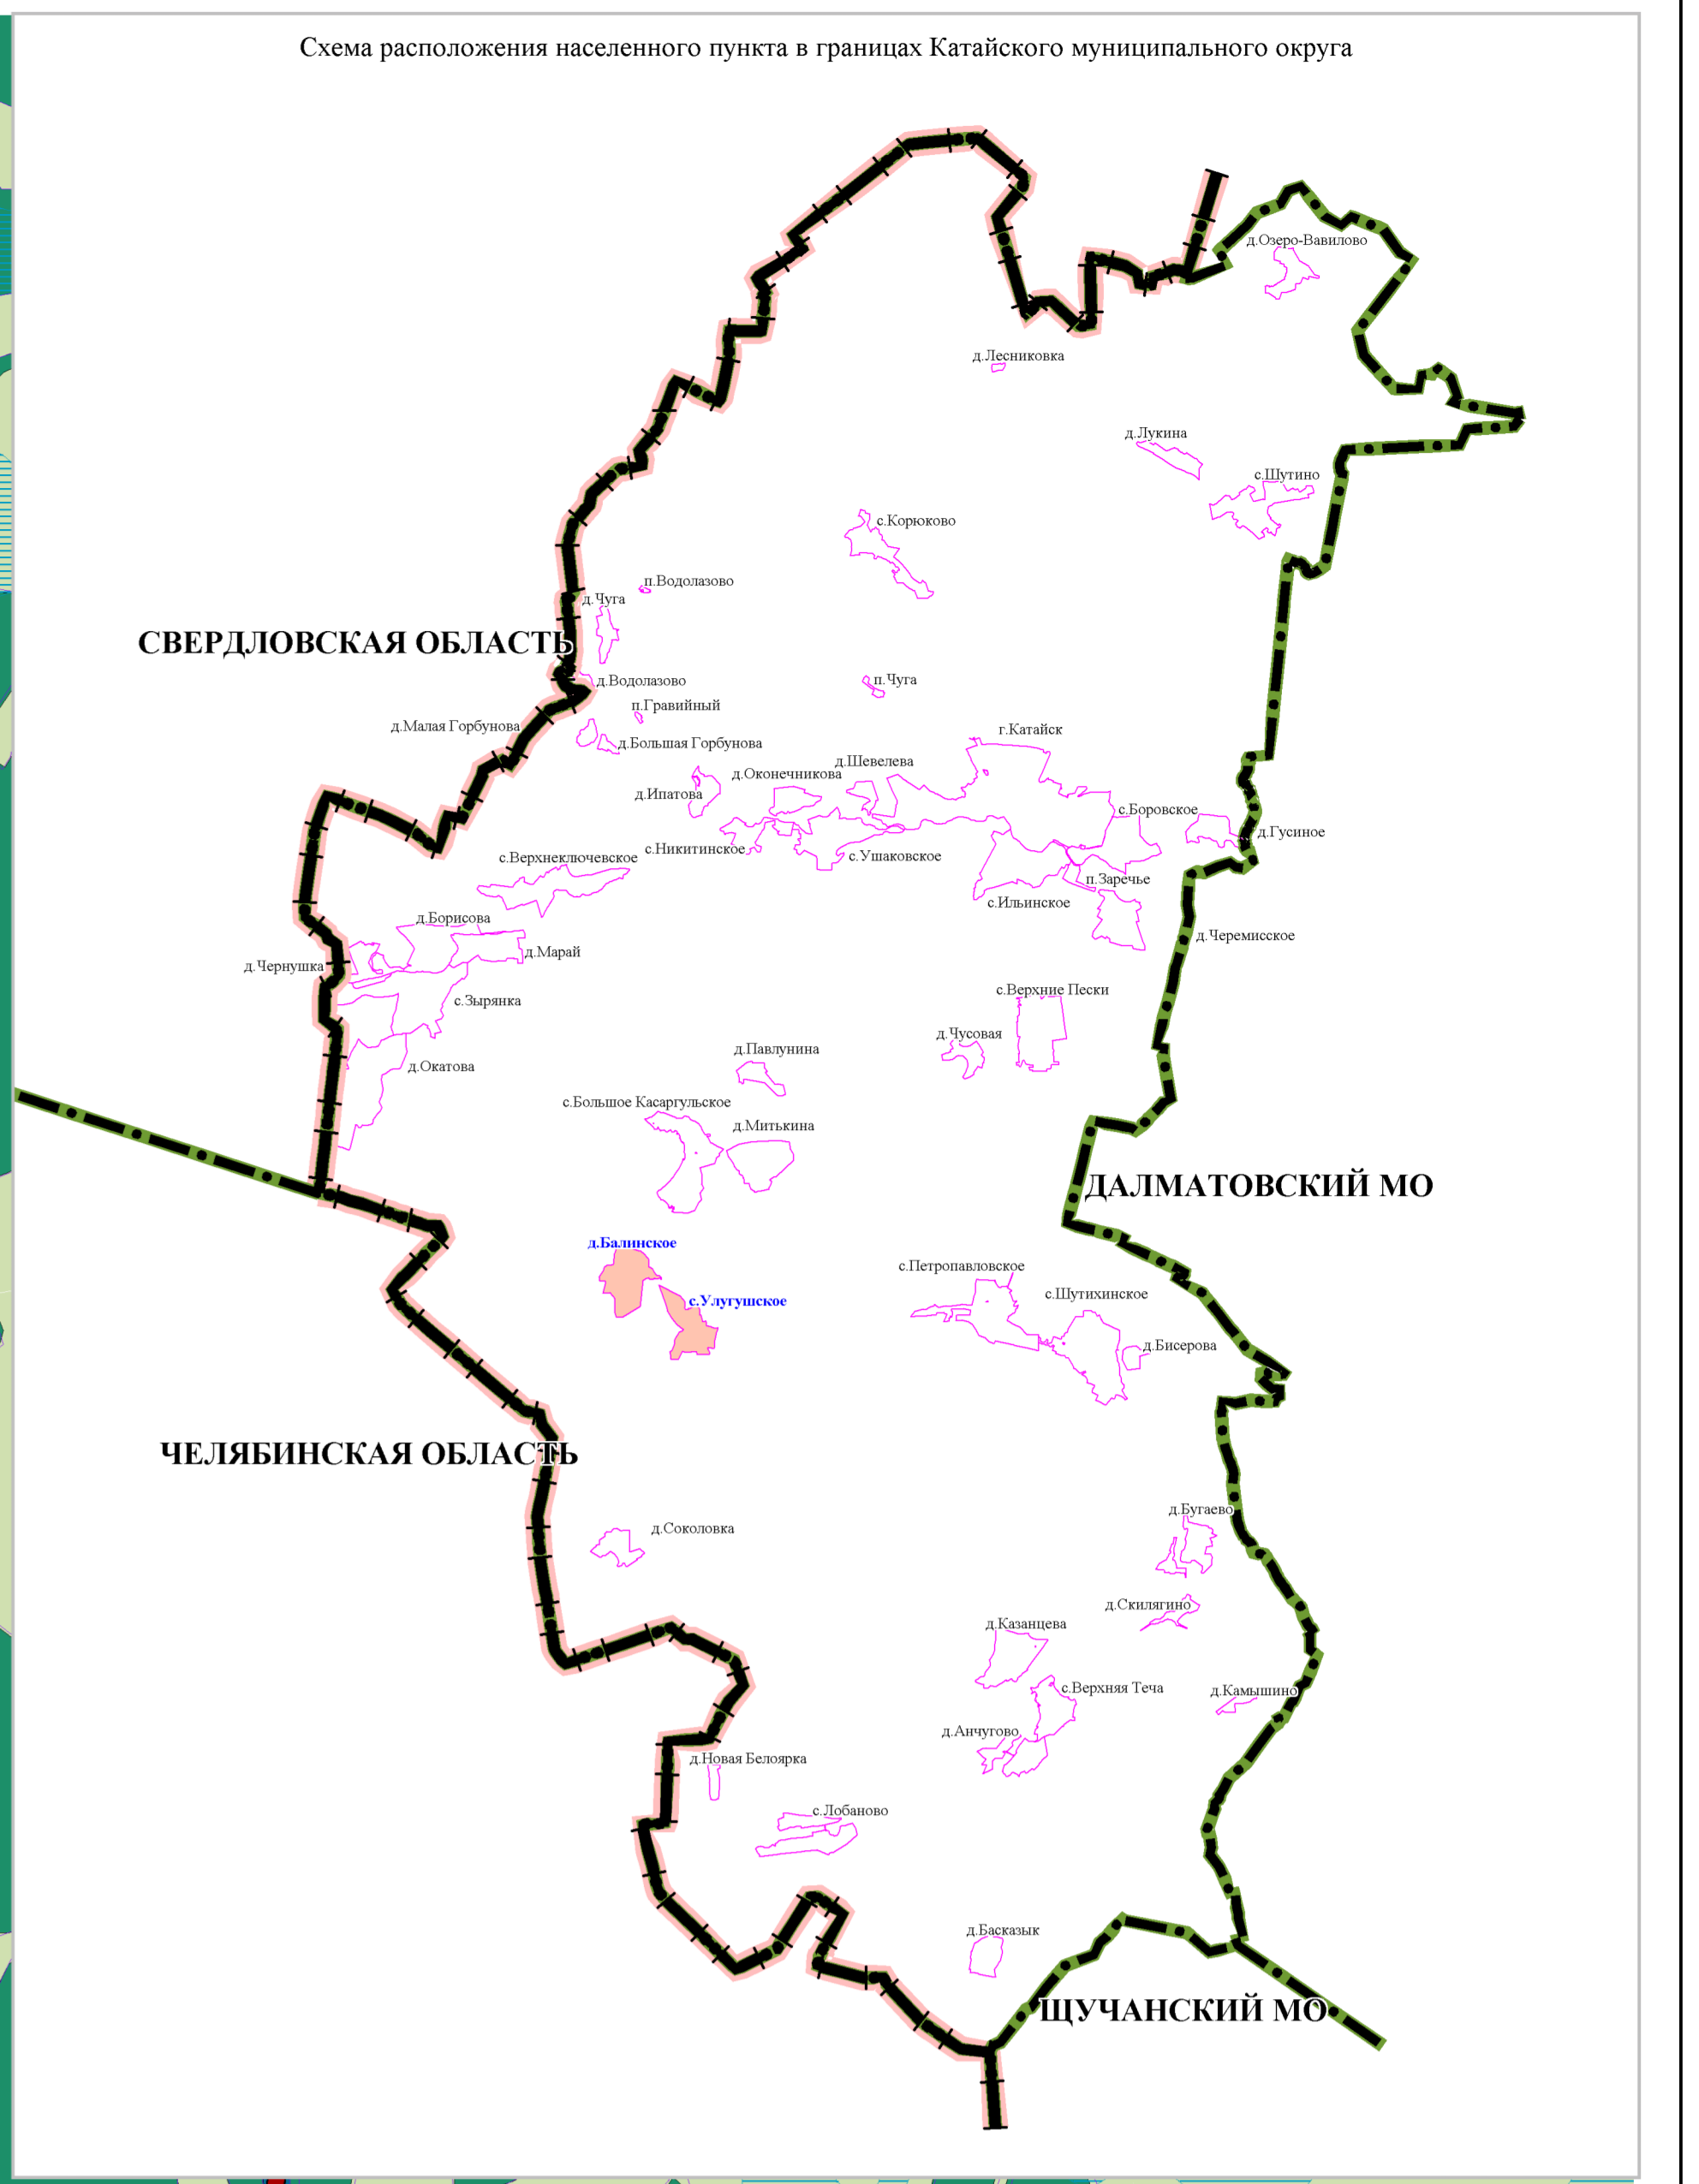 Схема расположения населенного пункта в границах Катайского муниципального округа
д.Озеро-Вавилово
д.Лесниковка
д.Лукина
с.Шутино
с.Корюково
п.Водолазово
д.Чуга
СВЕРДЛОВСКАЯ ОБЛАСТЬ
д.Водолазово
п.Чуга
п.Гравийный
д.Малая Горбунова
д.Большая Горбунова
г.Катайск
д.Шевелева
д.Оконечникова
д.Ипатова
с.Боровское
д.Гусиное
с.Никитинское
с.Ушаковское
с.Верхнеключевское
п.Заречье
с.Ильинское
д.Борисова
д.Черемисское
д.Марай
д.Чернушка
с.Верхние Пески
с.Зырянка
д.Чусовая
д.Павлунина
д.Окатова
с.Большое Касаргульское
д.Митькина
ДАЛМАТОВСКИЙ МО
д.Балинское
с.Петропавловское
с.Шутихинское
с.Улугушское
д.Бисерова
ЧЕЛЯБИНСКАЯ ОБЛАСТЬ
д.Бугаево
д.Соколовка
д.Скилягино
д.Казанцева
с.Верхняя Теча
д.Камышино
д.Анчугово
д.Новая Белоярка
с.Лобаново
д.Басказык
ЩУЧАНСКИЙ МО